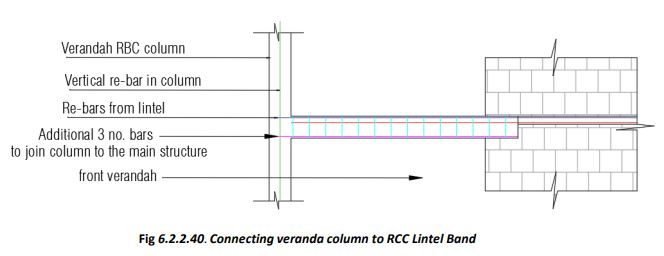 Verandah RBC column
Vertical re-bar in column
Re-bars from lintel
Additional 3 no. bars
to join column to the main structure
front verandah
Fig 6.2.2.40. Connecting veranda column to RCC Lintel Band